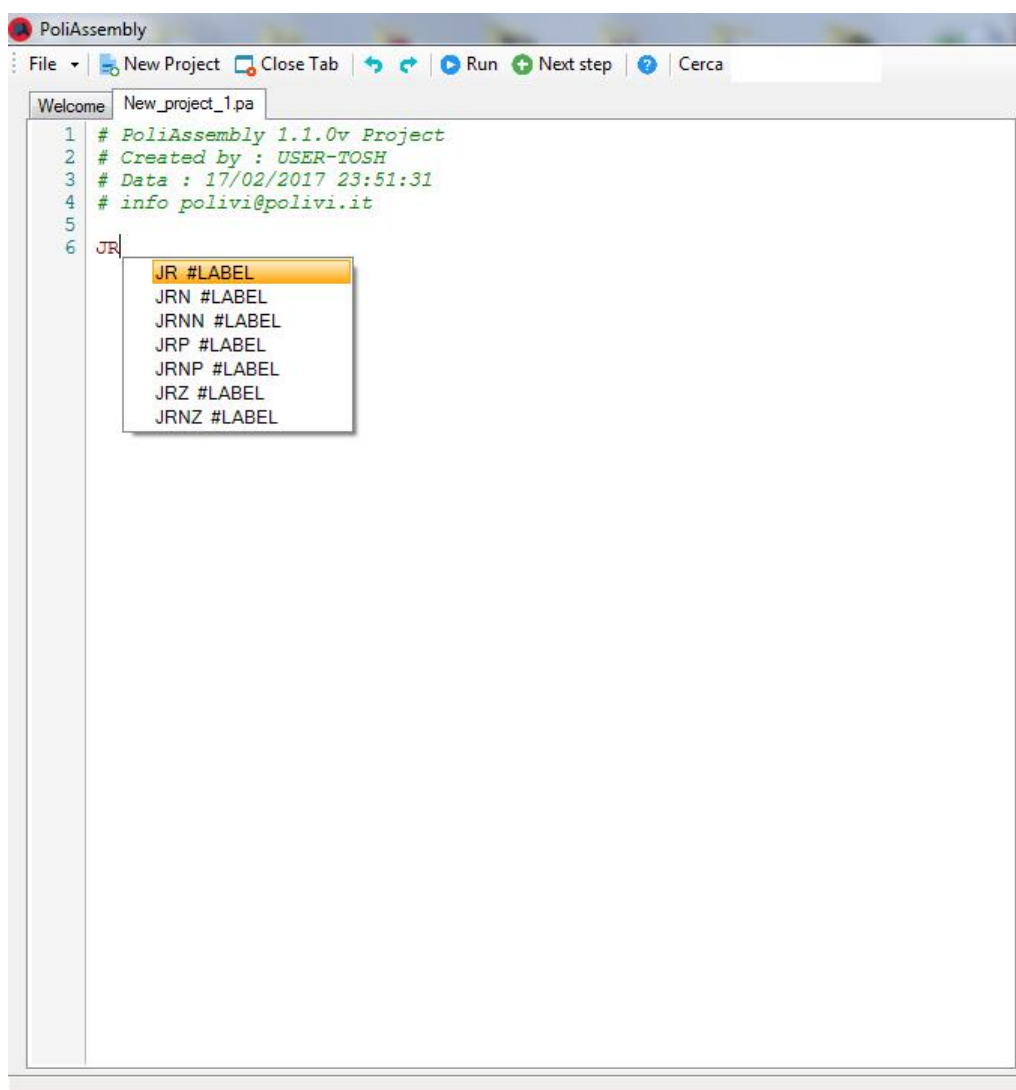 PoliAssembly
File New Project Close Tab Run Next step ? Cerca
Welcome New_project_1.pa
1 # PoliAssembly 1.1.0v Project
2 # Created by : USER-TOSH
3 # Data : 17/02/2017 23:51:31
4 # info polivi@polivi.it
5
6 JR
JR #LABEL
JRN #LABEL
JRNN #LABEL
JRP #LABEL
JRNP #LABEL
JRZ #LABEL
JRNZ #LABEL